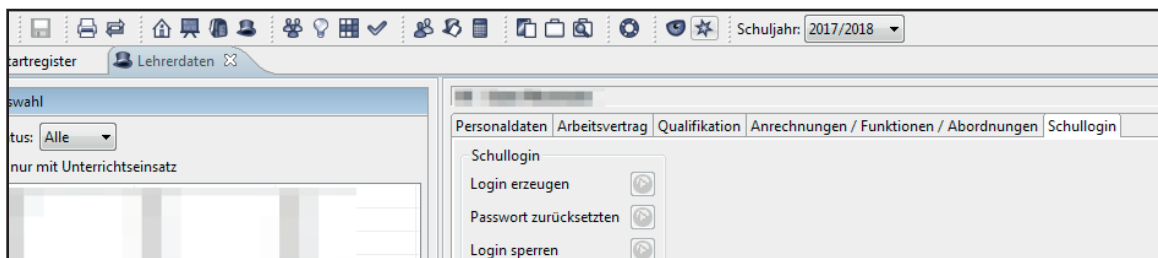 Schuljahr: 2017/2018
tartregister Lehrerdaten
swahl
tus: Alle
nur mit Unterrichtseinsatz
Personaldaten Arbeitsvertrag Qualifikation Anrechnungen / Funktionen / Abordnungen Schullogin
Schullogin
Login erzeugen
Passwort zurücksetzten
Login sperren